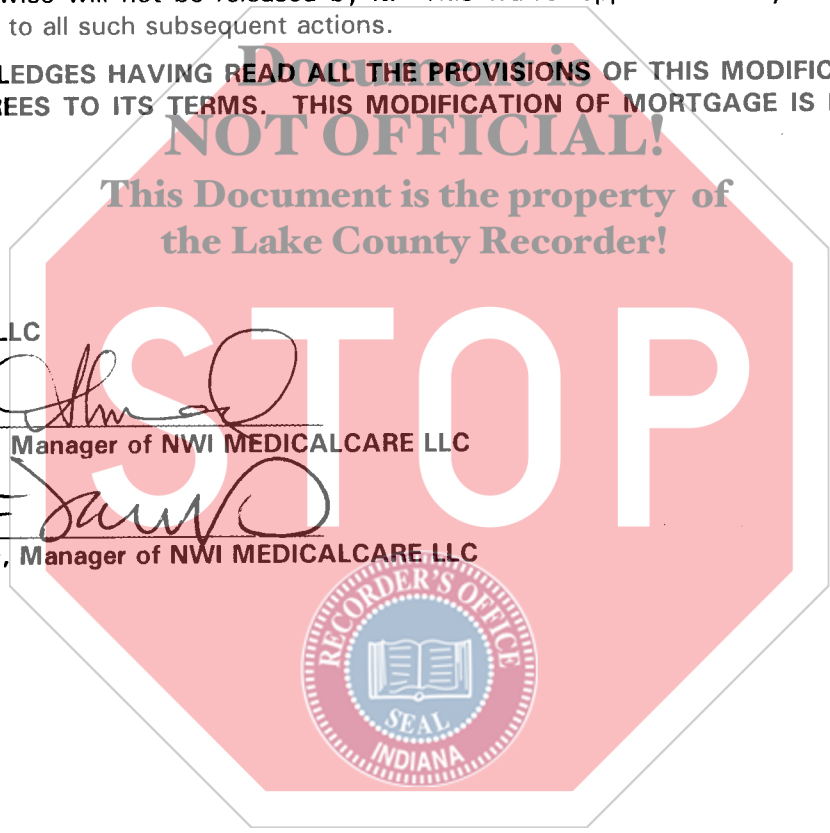 to all such subsequent actions.
Document is
LEDGES HAVING READ ALL THE PROVISIONS OF THIS MODIFIC
REES TO ITS TERMS. THIS MODIFICATION OF MORTGAGE IS
NOT OFFICIAL!
This Document is the property of
the Lake County Recorder!
STOP
LLC
Manager of NWI MEDICALCARE LLC
, Manager of NWI MEDICALCARE LLC
RECORDER'S OFFICE
SEAL
INDIANA